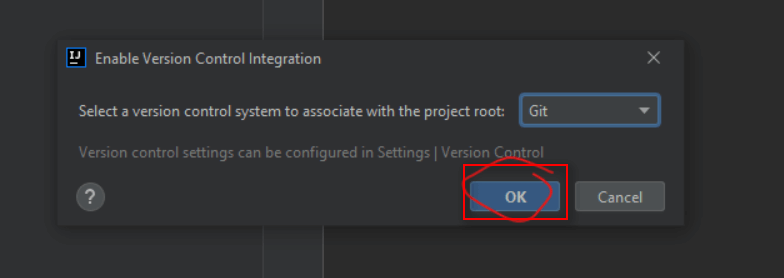 IJ
Enable Version Control Integration
Select a version control system to associate with the project root: Git
Version control settings can be configured in Settings | Version Control
? OK Cancel